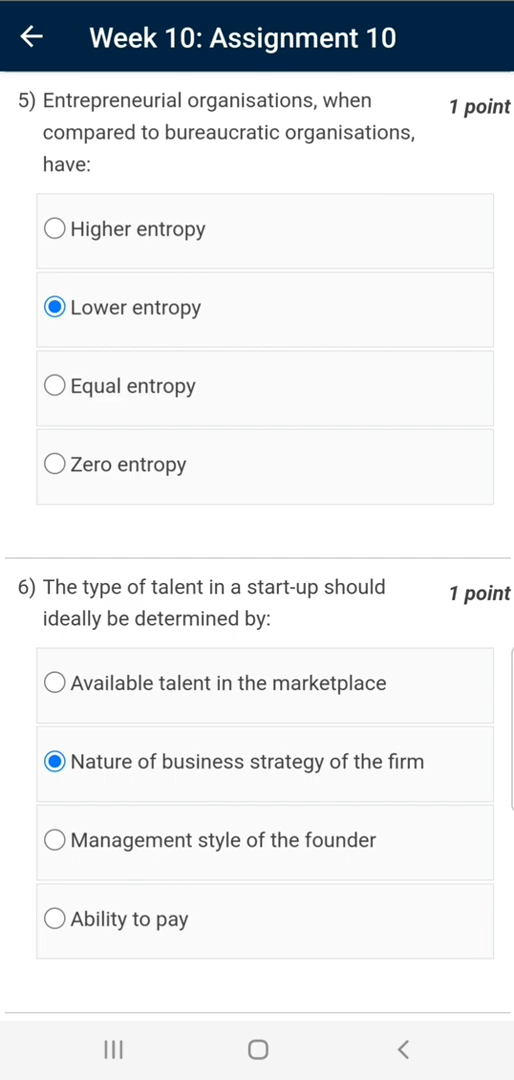 Week 10: Assignment 10
5) Entrepreneurial organisations, when
1 point
compared to bureaucratic organisations,
have:
Higher entropy
Lower entropy
Equal entropy
Zero entropy
6) The type of talent in a start-up should
1 point
ideally be determined by:
Available talent in the marketplace
Nature of business strategy of the firm
Management style of the founder
Ability to pay